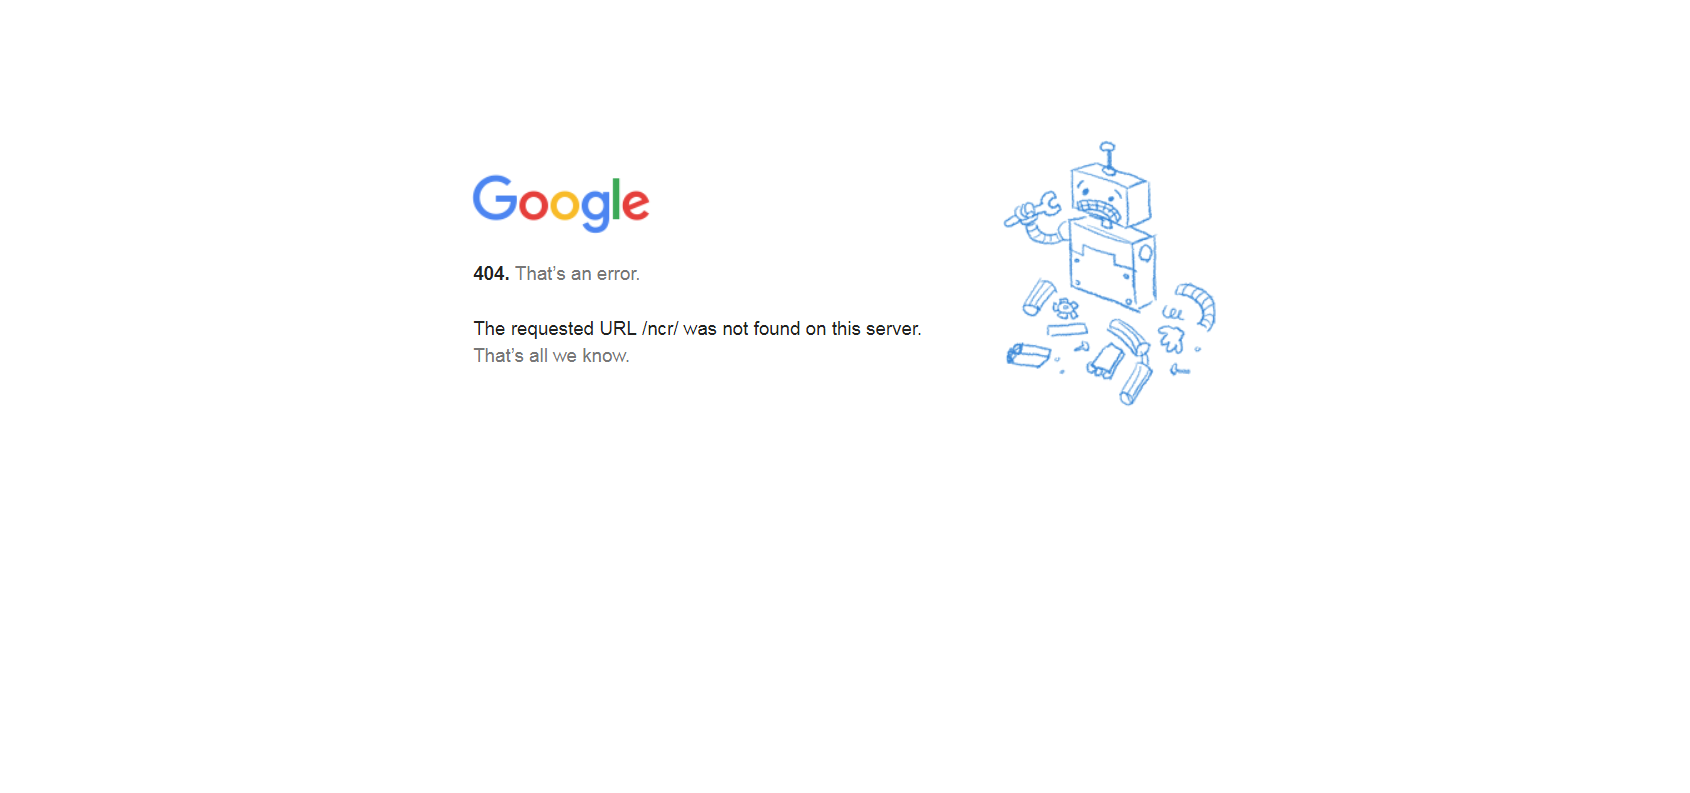 Google
404. That’s an error.
The requested URL /ncr/ was not found on this server.
That’s all we know.